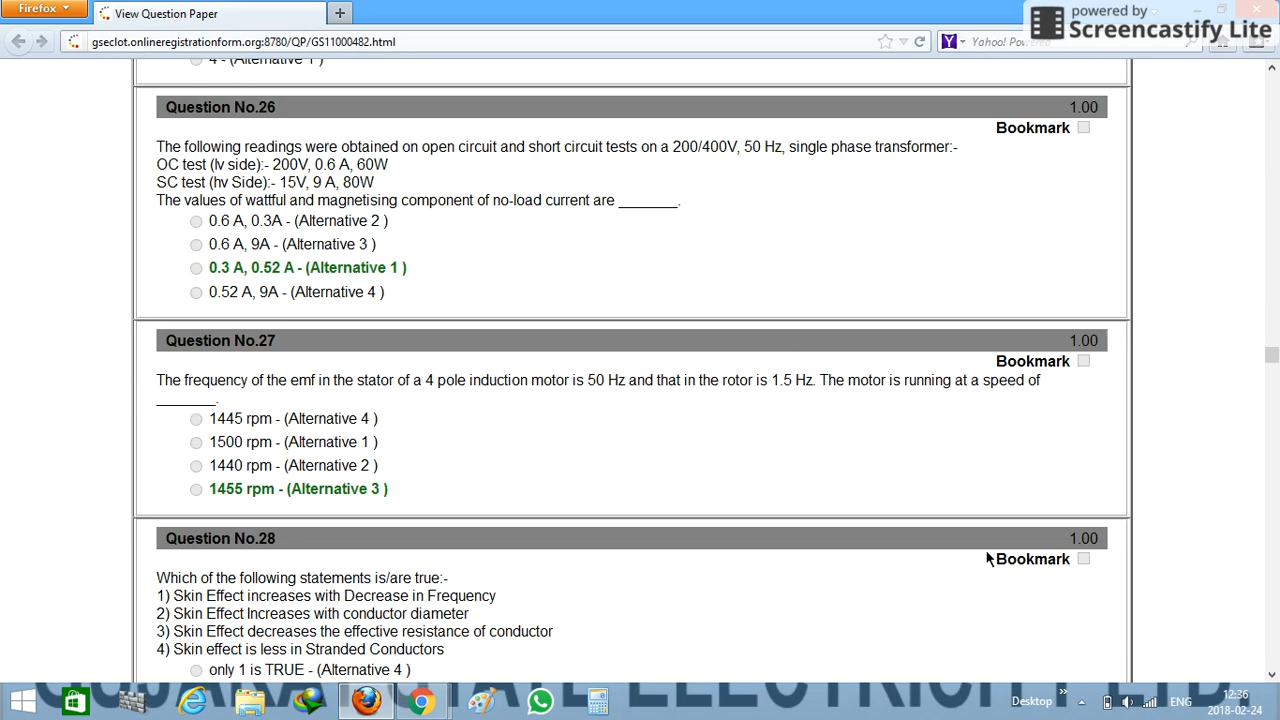 Firefox
View Question Paper
+
powered by
Screencastify Lite
gseclot.onlineregistrationform.org:8780/QP/GS11000482.html
Yahoo! Powered
4 - (Alternative 1 )
Question No.26 1.00
Bookmark
The following readings were obtained on open circuit and short circuit tests on a 200/400V, 50 Hz, single phase transformer:-
OC test (lv side):- 200V, 0.6 A, 60W
SC test (hv Side):- 15V, 9 A, 80W
The values of wattful and magnetising component of no-load current are ________.
0.6 A, 0.3A - (Alternative 2 )
0.6 A, 9A - (Alternative 3 )
0.3 A, 0.52 A - (Alternative 1 )
0.52 A, 9A - (Alternative 4 )
Question No.27 1.00
Bookmark
The frequency of the emf in the stator of a 4 pole induction motor is 50 Hz and that in the rotor is 1.5 Hz. The motor is running at a speed of
________.
1445 rpm - (Alternative 4 )
1500 rpm - (Alternative 1 )
1440 rpm - (Alternative 2 )
1455 rpm - (Alternative 3 )
Question No.28 1.00
Bookmark
Which of the following statements is/are true:-
1) Skin Effect increases with Decrease in Frequency
2) Skin Effect Increases with conductor diameter
3) Skin Effect decreases the effective resistance of conductor
4) Skin effect is less in Stranded Conductors
only 1 is TRUE - (Alternative 4 )
GUJARAT STATE ELECTRICITY LTD.
Desktop
ENG
12:36
2018-02-24